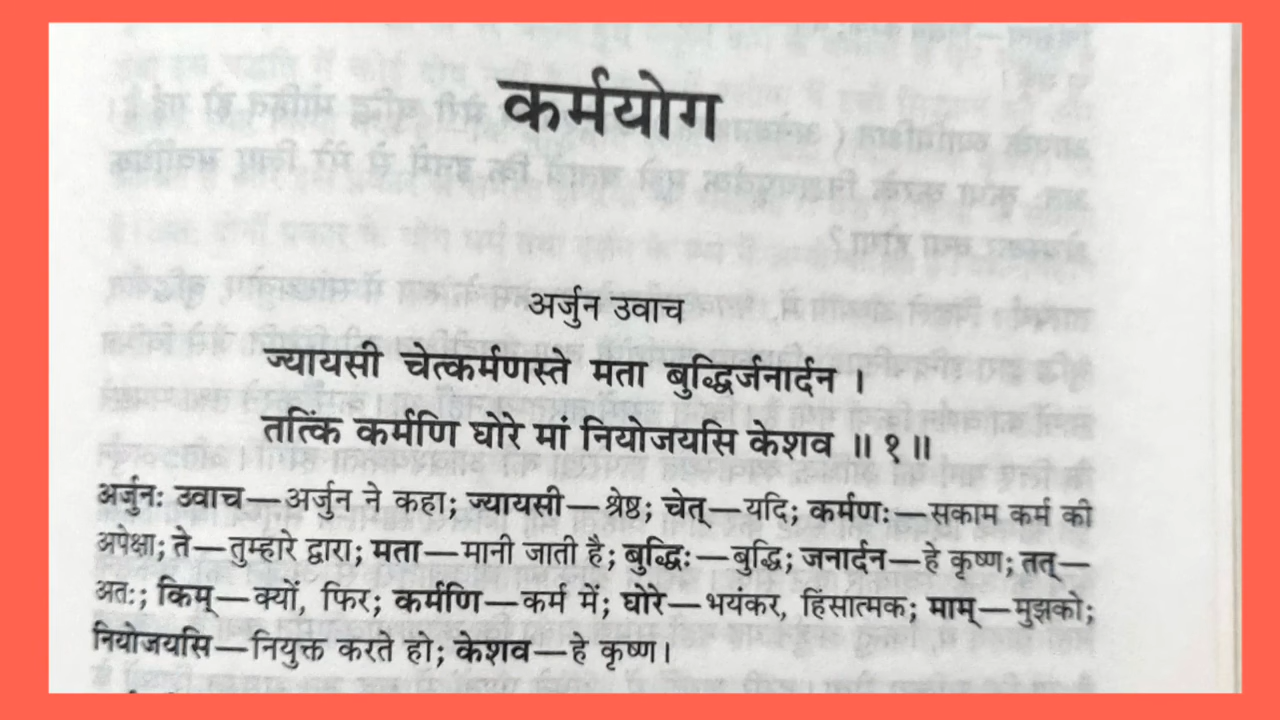 कर्मयोग
अर्जुन उवाच
ज्यायसी चेत्कर्मणस्ते मता बुद्धिर्जनार्दन ।
तत्किं कर्मणि घोरे मां नियोजयसि केशव ॥ १ ॥
अर्जुनः उवाच—अर्जुन ने कहा; ज्यायसी—श्रेष्ठ; चेत्—यदि; कर्मणः—सकाम कर्म की
अपेक्षा; ते—तुम्हारे द्वारा; मता—मानी जाती है; बुद्धिः—बुद्धि; जनार्दन—हे कृष्ण; तत्—
अतः; किम्—क्यों, फिर; कर्मणि—कर्म में; घोरे—भयंकर, हिंसात्मक; माम्—मुझको;
नियोजयसि—नियुक्त करते हो; केशव—हे कृष्ण।